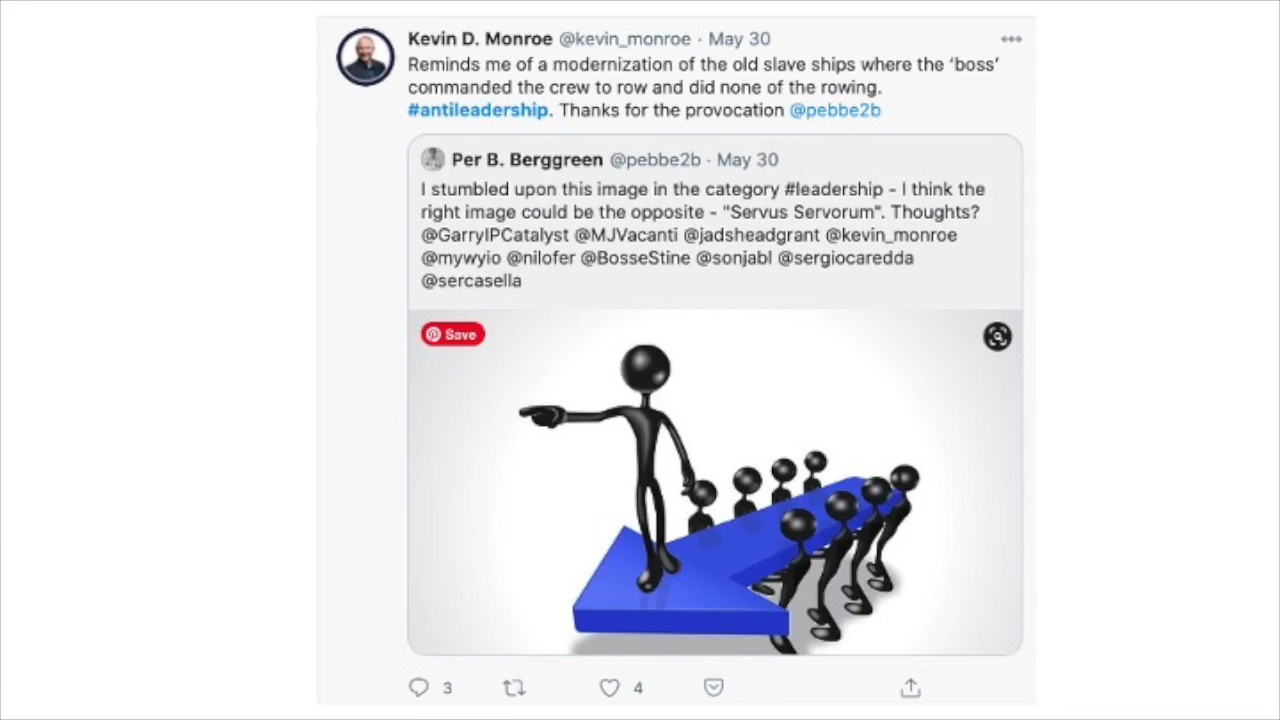 Kevin D. Monroe @kevin_monroe · May 30
Reminds me of a modernization of the old slave ships where the ‘boss’
commanded the crew to row and did none of the rowing.
#antileadership. Thanks for the provocation @pebbe2b
Per B. Berggreen @pebbe2b · May 30
I stumbled upon this image in the category #leadership - I think the
right image could be the opposite - "Servus Servorum". Thoughts?
@GarryIPCatalyst @MJVacanti @jadsheadgrant @kevin_monroe
@mywyio @nilofer @BosseStine @sonjabl @sergiocaredda
@sercasella
Save
3 4